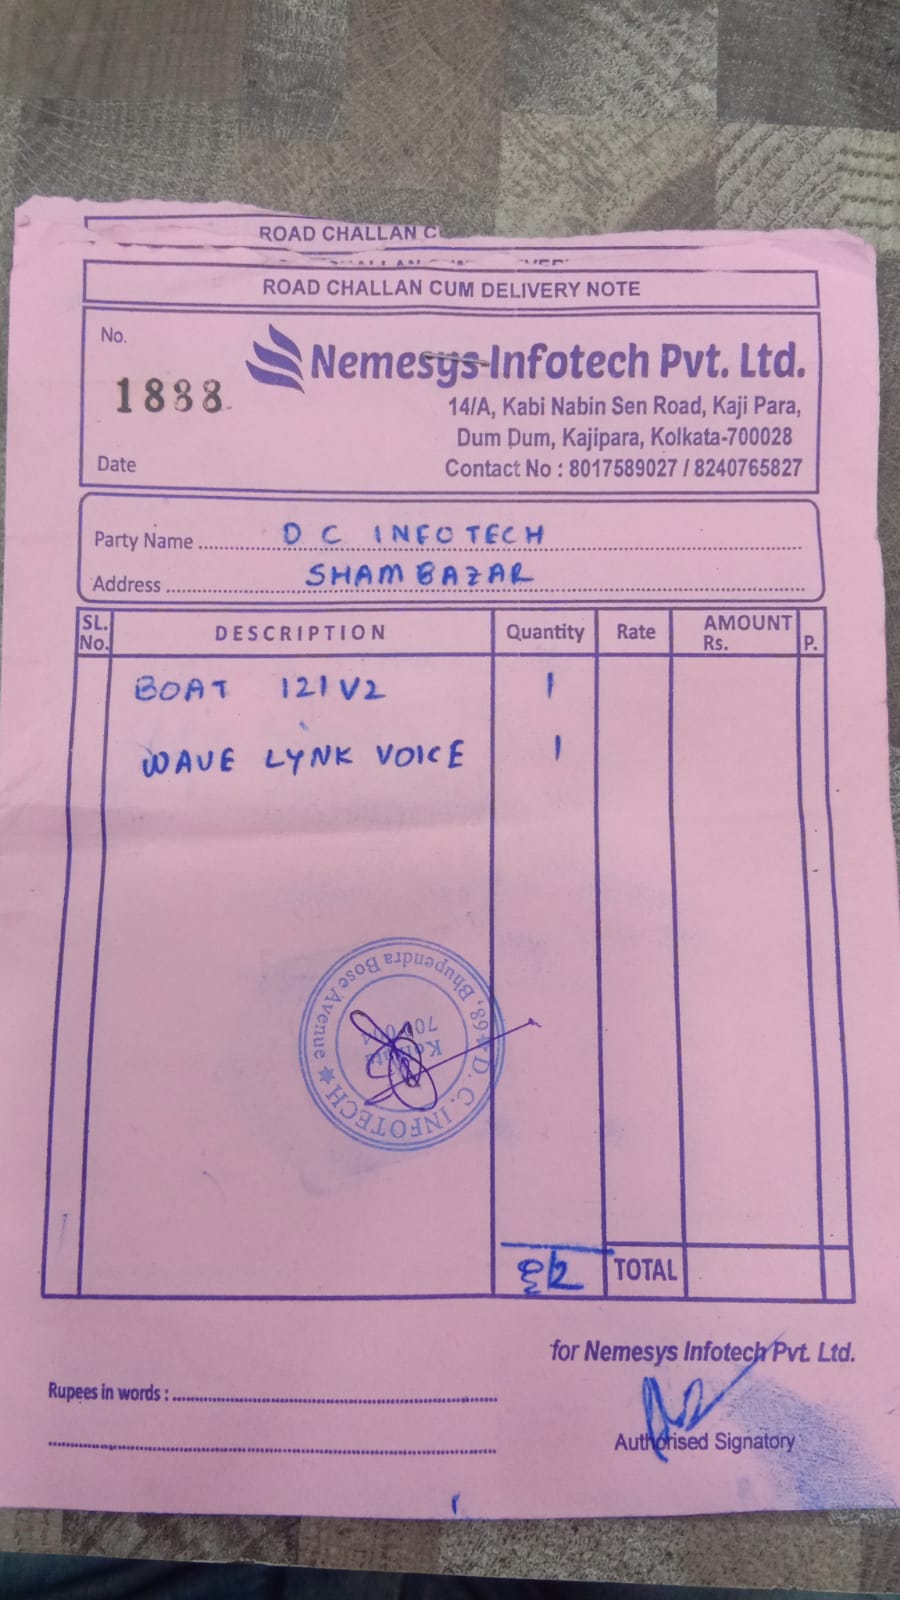 ROAD CHALLAN C
ROAD CHALLAN CUM DELIVERY NOTE
No.
1888
Nemesys Infotech Pvt. Ltd.
14/A, Kabi Nabin Sen Road, Kaji Para,
Dum Dum, Kajipara, Kolkata-700028
Contact No : 8017589027 / 8240765827
Date
Party Name D C INFOTECH
Address SHAMBAZAR
SL. No. DESCRIPTION Quantity Rate AMOUNT Rs. P.
BOAT 121V2 1
WAVE LYNK VOICE 1
D. C. INFOTECH
68, Bhupendra Bose Avenue
Kolkata
2 TOTAL
for Nemesys Infotech Pvt. Ltd.
Rupees in words :
Authorised Signatory